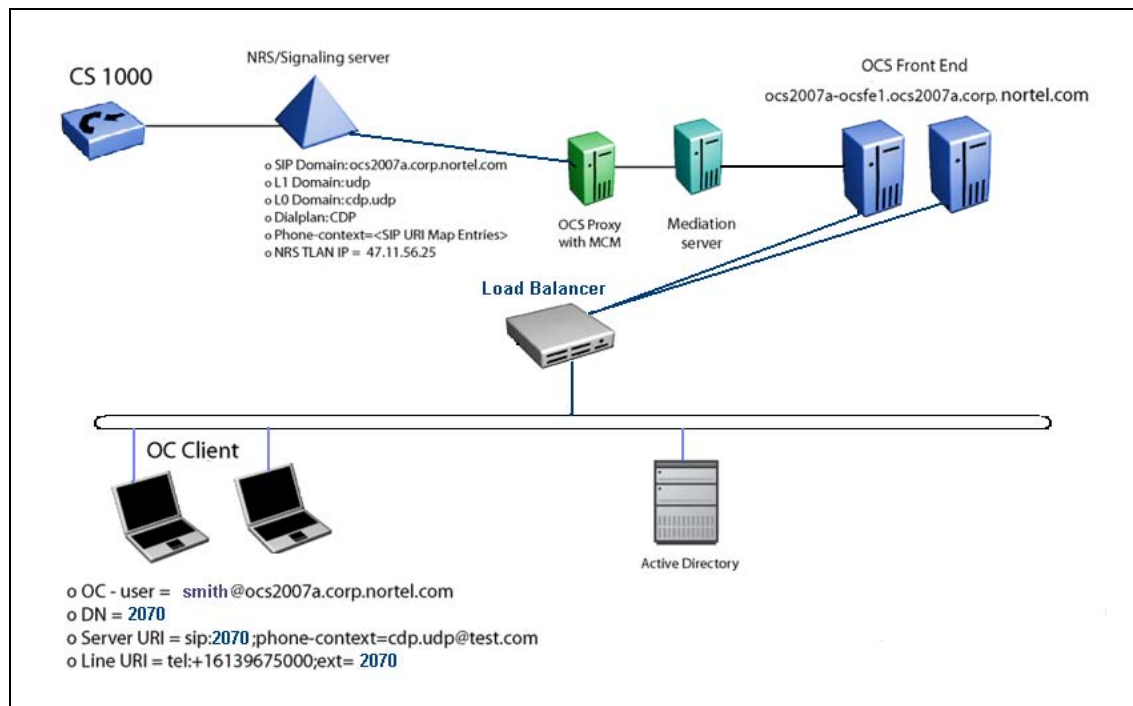 CS 1000
NRS/Signaling server
OCS Front End
ocs2007a-ocsfe1.ocs2007a.corp.nortel.com
o SIP Domain:ocs2007a.corp.nortel.com
o L1 Domain:udp
o L0 Domain:cdp.udp
o Dialplan:CDP
o Phone-context=<SIP URI Map Entries>
o NRS TLAN IP = 47.11.56.25
OCS Proxy
with MCM
Mediation
server
Load Balancer
OC Client
Active Directory
o OC - user = smith@ocs2007a.corp.nortel.com
o DN = 2070
o Server URI = sip:2070;phone-context=cdp.udp@test.com
o Line URI = tel:+16139675000;ext= 2070